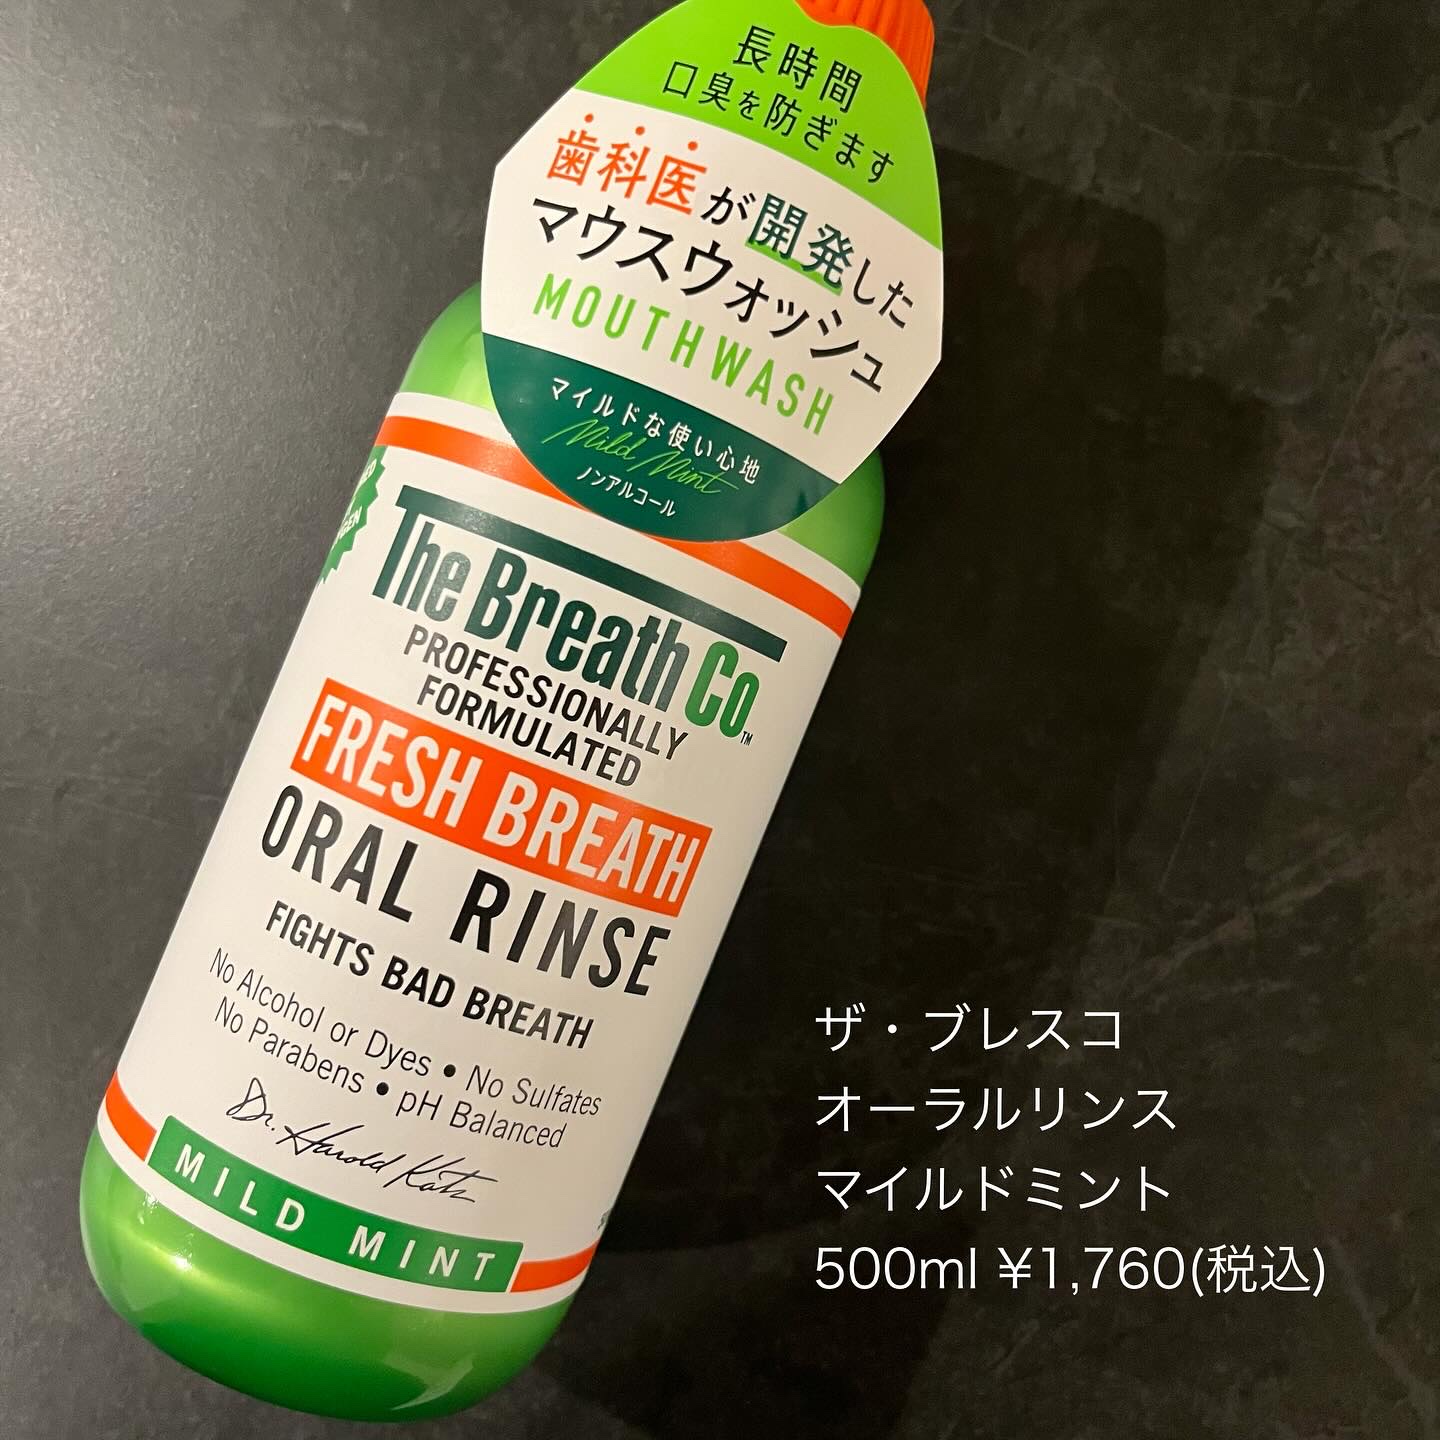 長時間
口臭を防ぎます
歯科医が開発した
マウスウォッシュ
MOUTHWASH
マイルドな使い心地
Mild Mint
ノンアルコール
The Breath Co™
PROFESSIONALLY
FORMULATED
FRESH BREATH
ORAL RINSE
FIGHTS BAD BREATH
No Alcohol or Dyes • No Sulfates
No Parabens • pH Balanced
Dr. Harold Katz
MILD MINT
ザ・ブレスコ
オーラルリンス
マイルドミント
500ml ¥1,760(税込)